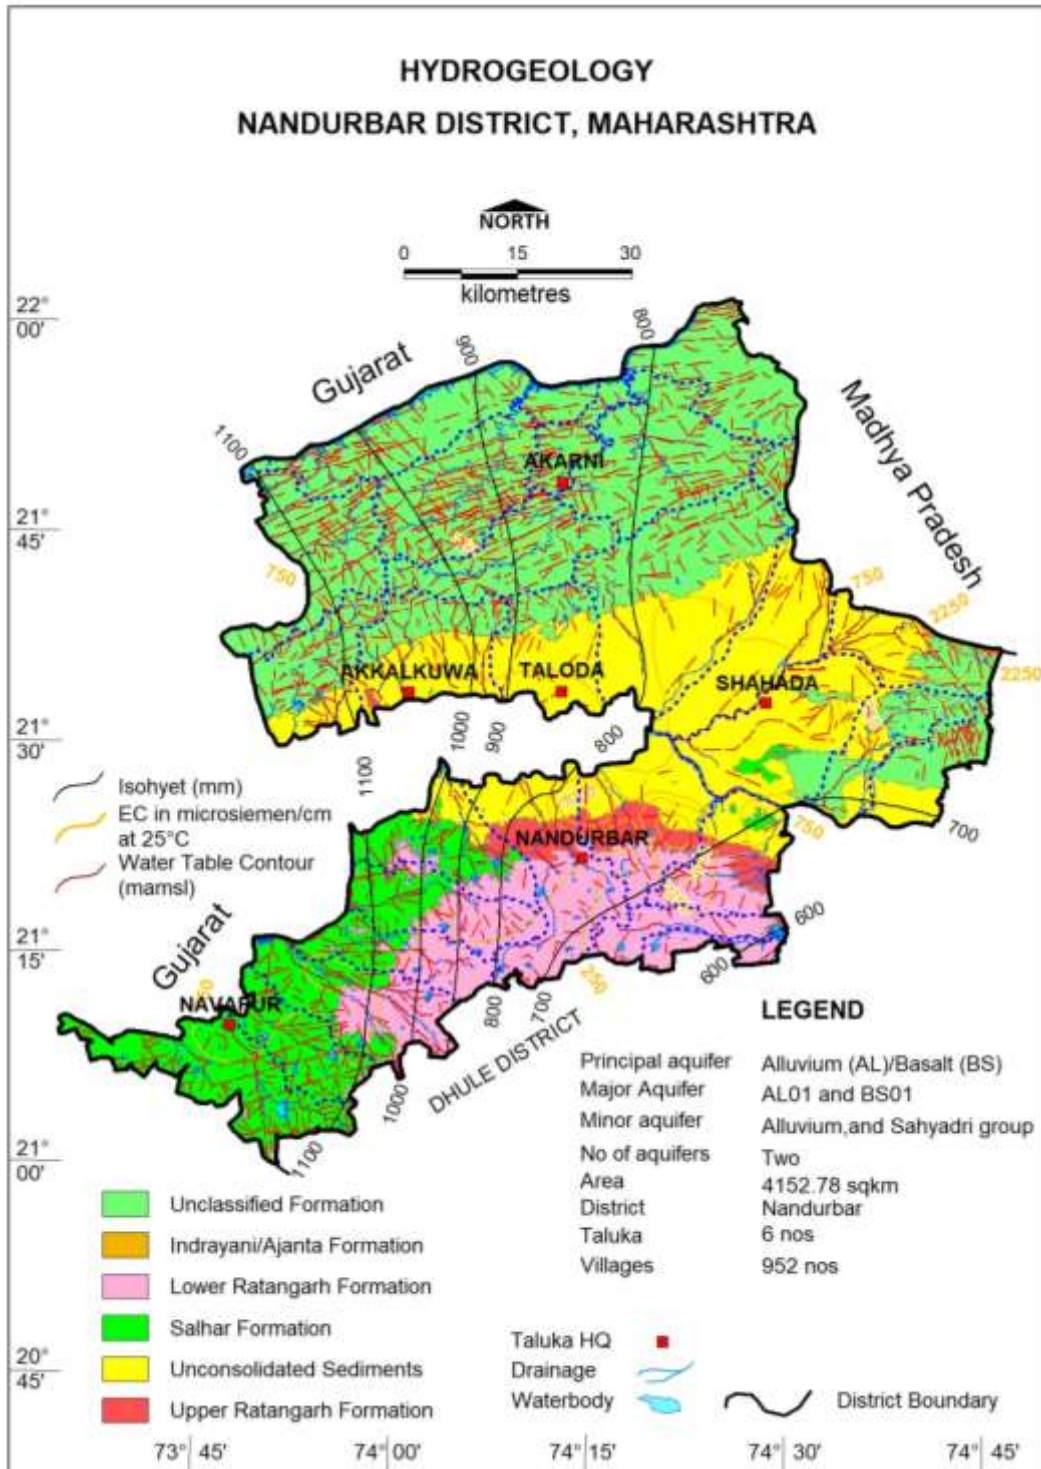 HYDROGEOLOGY
NANDURBAR DISTRICT, MAHARASHTRA
NORTH
0 15 30
kilometres
22°
00'
Gujarat
900
800
1100
Madhya Pradesh
AKARNI
21°
45'
750
750
2250
2250
AKKALKUWA
TALODA
SHAHADA
21°
30'
1100
1000
900
800
700
750
Isohyet (mm)
EC in microsiemen/cm
at 25°C
Water Table Contour
(mamsl)
NANDURBAR
Gujarat
21°
15'
600
600
250
NAVAPUR
800
700
DHULE DISTRICT
1000
1100
21°
00'
LEGEND
Principal aquifer Alluvium (AL)/Basalt (BS)
Major Aquifer AL01 and BS01
Minor aquifer Alluvium,and Sahyadri group
No of aquifers Two
Area 4152.78 sqkm
District Nandurbar
Taluka 6 nos
Villages 952 nos
Unclassified Formation
Indrayani/Ajanta Formation
Lower Ratangarh Formation
Salhar Formation
Unconsolidated Sediments
Upper Ratangarh Formation
Taluka HQ
Drainage
Waterbody
District Boundary
20°
45'
73° 45' 74° 00' 74° 15' 74° 30' 74° 45'